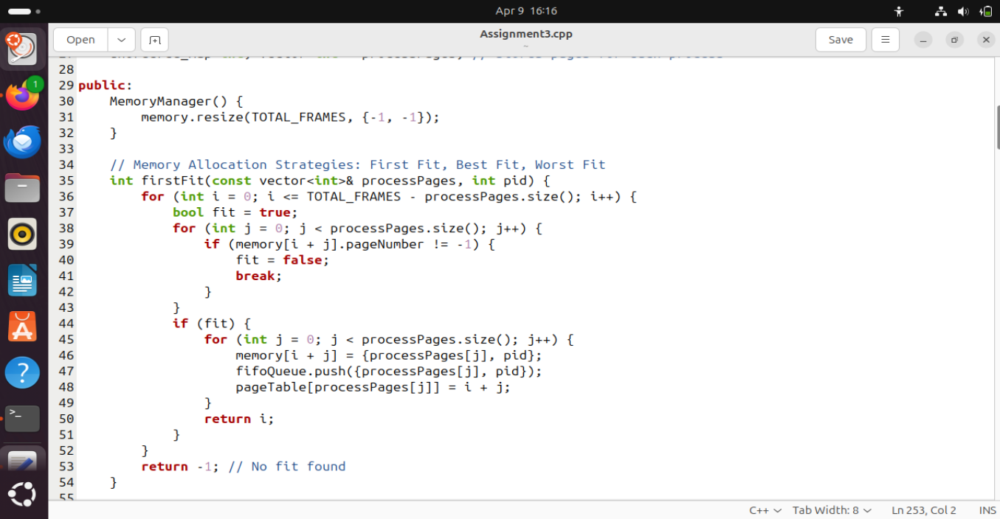 Apr 9 16:16
Open
Assignment3.cpp
~
Save
1
28
29 public:
30 MemoryManager() {
31 memory.resize(TOTAL_FRAMES, {-1, -1});
32 }
33
34 // Memory Allocation Strategies: First Fit, Best Fit, Worst Fit
35 int firstFit(const vector<int>& processPages, int pid) {
36 for (int i = 0; i <= TOTAL_FRAMES - processPages.size(); i++) {
37 bool fit = true;
38 for (int j = 0; j < processPages.size(); j++) {
39 if (memory[i + j].pageNumber != -1) {
40 fit = false;
41 break;
42 }
43 }
44 if (fit) {
45 for (int j = 0; j < processPages.size(); j++) {
46 memory[i + j] = {processPages[j], pid};
47 fifoQueue.push({processPages[j], pid});
48 pageTable[processPages[j]] = i + j;
49 }
50 return i;
51 }
52 }
53 return -1; // No fit found
54 }
55
C++ Tab Width: 8 Ln 253, Col 2 INS